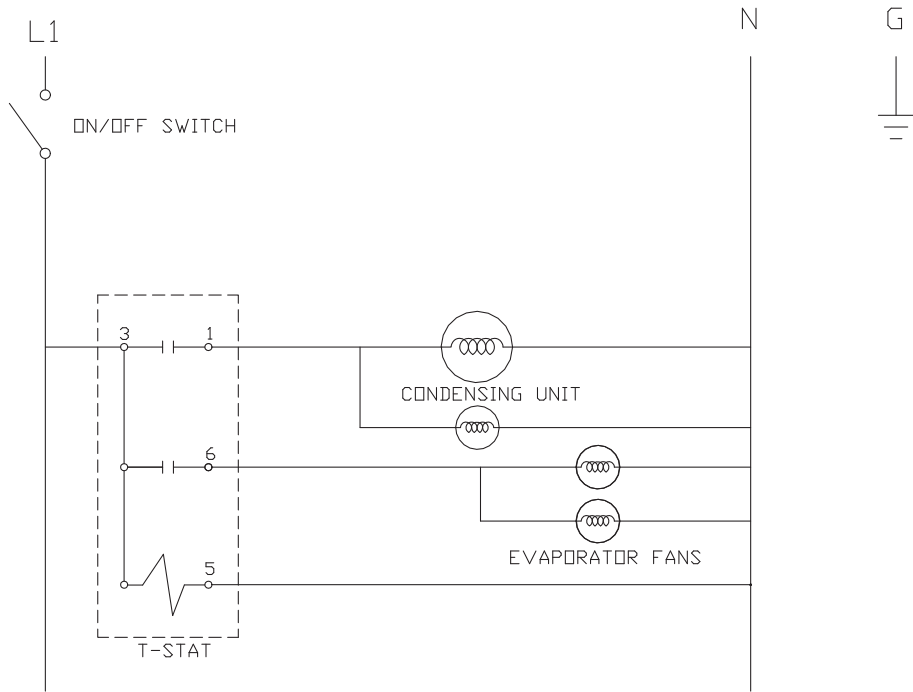 L1
N
G
ON/OFF SWITCH
3
1
CONDENSING UNIT
6
EVAPORATOR FANS
5
T-STAT